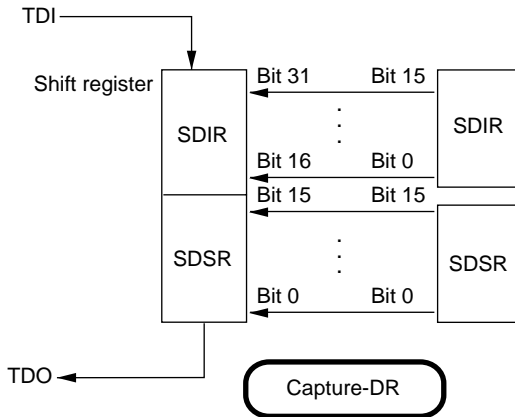 TDI
Shift register
Bit 31 Bit 15
SDIR SDIR
Bit 16 Bit 0
Bit 15 Bit 15
SDSR SDSR
Bit 0 Bit 0
TDO
Capture-DR